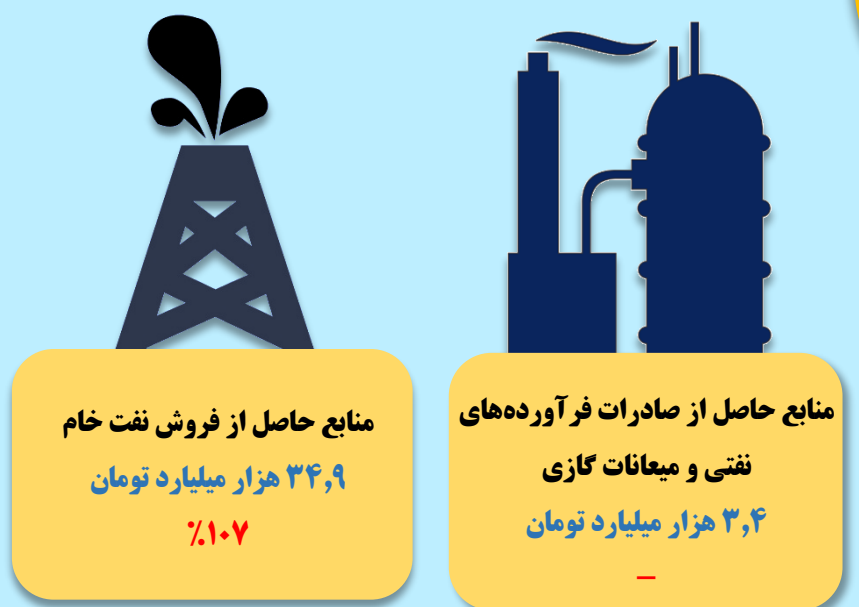 منابع حاصل از صادرات فرآورده‌های
نفتی و میعانات گازی
۳,۴ هزار میلیارد تومان
_
منابع حاصل از فروش نفت خام
۳۴,۹ هزار میلیارد تومان
٪۱۰۷